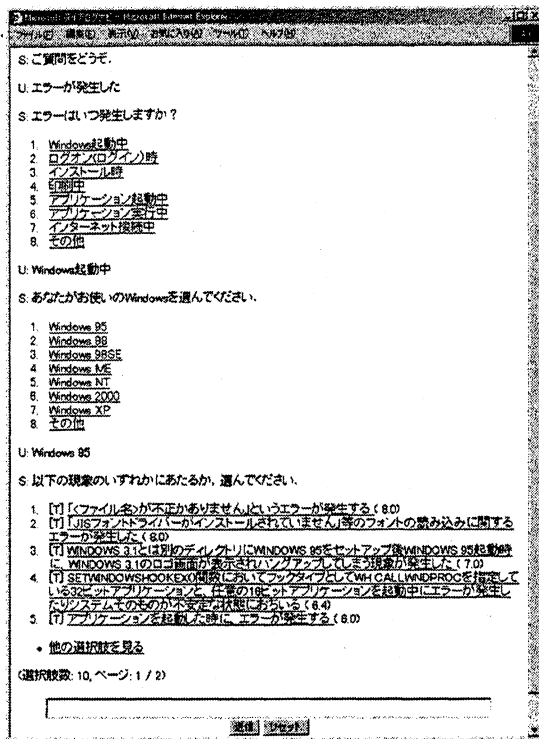 Microsoft Internet Explorer
ファイル(F) 編集(E) 表示(V) お気に入り(A) ツール(T) ヘルプ(H)
S: ご質問をどうぞ.
U: エラーが発生した
S: エラーはいつ発生しますか?
1. Windows起動中
2. ログオン(ログイン)時
3. インストール時
4. 印刷中
5. アプリケーション起動中
6. アプリケーション実行中
7. インターネット接続中
8. その他
U: Windows起動中
S: あなたがお使いのWindowsを選んでください.
1. Windows 95
2. Windows 98
3. Windows 98SE
4. Windows ME
5. Windows NT
6. Windows 2000
7. Windows XP
8. その他
U: Windows 95
S: 以下の現象のいずれかにあたるか, 選んでください.
1. [T]「<ファイル名>が不正かありません」というエラーが発生する (8.0)
2. [T]「JISフォントドライバーがインストールされていません」等のフォントの読み込みに関する
エラーが発生した (8.0)
3. [T] WINDOWS 3.1とは別のディレクトリにWINDOWS 95をセットアップ後WINDOWS 95起動時
に、WINDOWS 3.1のロゴ画面が表示されハングアップしてしまう現象が発生した (7.0)
4. [T] SETWINDOWSHOOKEX()関数においてフックタイプとしてWH CALLWNDPROCを指定して
いる32ビットアプリケーションと、任意の16ビットアプリケーションを起動中にエラーが発生し
たりシステムそのものが不安定な状態におちいる (6.4)
5. [T] アプリケーションを起動した時に、エラーが発生する (6.0)
• 他の選択肢を見る
(選択肢数: 10, ページ: 1 / 2)
送信 リセット